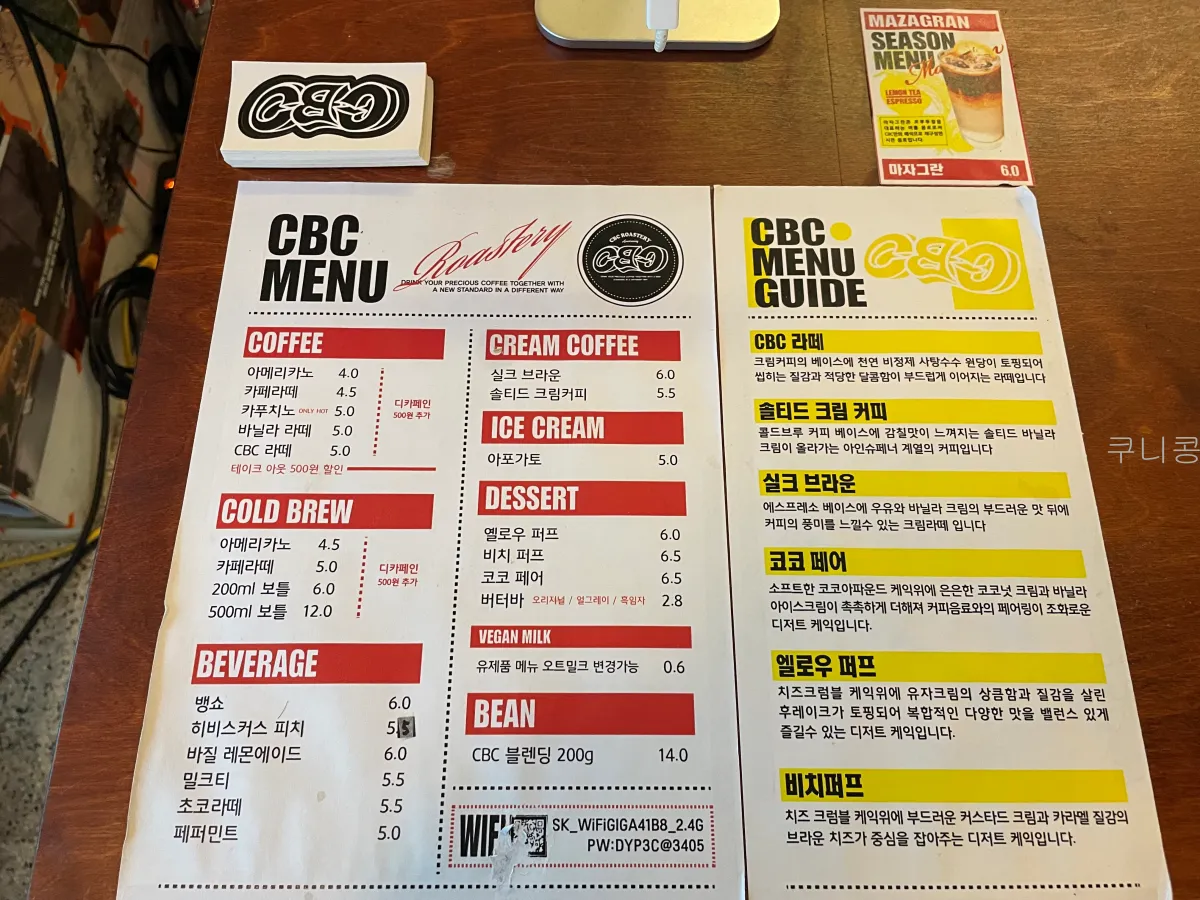 CBC
MAZAGRAN
SEASON
MENU
LEMON TEA
ESPRESSO
마자그란 6.0
CBC
MENU
Roastery
DRINK YOUR PRECIOUS COFFEE TOGETHER WITH
A NEW STANDARD IN A DIFFERENT WAY
CBC ROASTERY
CBC
COFFEE
아메리카노 4.0
카페라떼 4.5
카푸치노 ONLY HOT 5.0
바닐라 라떼 5.0
CBC 라떼 5.0
디카페인
500원 추가
테이크 아웃 500원 할인
COLD BREW
아메리카노 4.5
카페라떼 5.0
200ml 보틀 6.0
500ml 보틀 12.0
디카페인
500원 추가
BEVERAGE
뱅쇼 6.0
히비스커스 피치 5.5
바질 레몬에이드 6.0
밀크티 5.5
초코라떼 5.5
페퍼민트 5.0
CREAM COFFEE
실크 브라운 6.0
솔티드 크림커피 5.5
ICE CREAM
아포가토 5.0
DESSERT
옐로우 퍼프 6.0
비치 퍼프 6.5
코코 페어 6.5
버터바 오리지널 / 얼그레이 / 흑임자 2.8
VEGAN MILK
유제품 메뉴 오트밀크 변경가능 0.6
BEAN
CBC 블렌딩 200g 14.0
WIFI
SK_WiFiGIGA41B8_2.4G
PW:DYP3C@3405
CBC
MENU
GUIDE
CBC
CBC 라떼
크림커피의 베이스에 천연 비정제 사탕수수 원당이 토핑되어
씹히는 질감과 적당한 달콤함이 부드럽게 이어지는 라떼입니다
솔티드 크림 커피
콜드브루 커피 베이스에 감칠맛이 느껴지는 솔티드 바닐라
크림이 올라가는 아인슈페너 계열의 커피입니다
실크 브라운
에스프레소 베이스에 우유와 바닐라 크림의 부드러운 맛 뒤에
커피의 풍미를 느낄수 있는 크림라떼 입니다
코코 페어
소프트한 코코아파운드 케익위에 은은한 코코넛 크림과 바닐라
아이스크림이 촉촉하게 더해져 커피음료와의 페어링이 조화로운
디저트 케익입니다.
옐로우 퍼프
치즈크럼블 케익위에 유자크림의 상큼함과 질감을 살린
후레이크가 토핑되어 복합적인 다양한 맛을 밸런스 있게
즐길수 있는 디저트 케익입니다.
비치퍼프
치즈 크럼블 케익위에 부드러운 커스타드 크림과 카라멜 질감의
브라운 치즈가 중심을 잡아주는 디저트 케익입니다.
쿠니콩